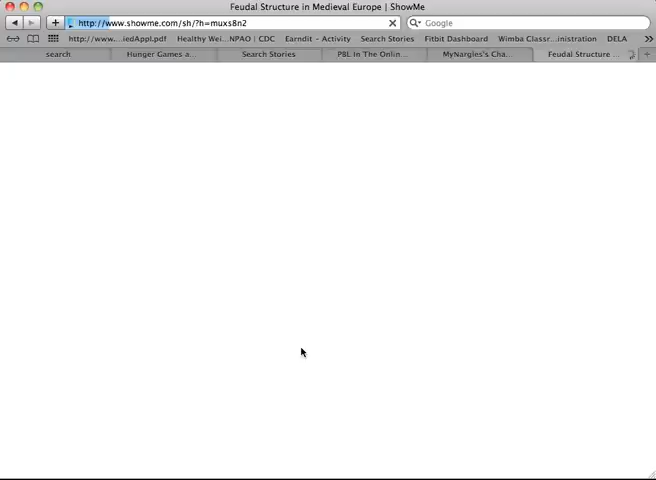 Feudal Structure in Medieval Europe | ShowMe
http://www.showme.com/sh/?h=muxs8n2
Google
http://www....iedAppl.pdf Healthy Wei...NPAO | CDC Earndit - Activity Search Stories Fitbit Dashboard Wimba Classr...inistration DELA
search Hunger Games a... Search Stories PBL In The Onlin... MyNargles's Cha... Feudal Structure ...